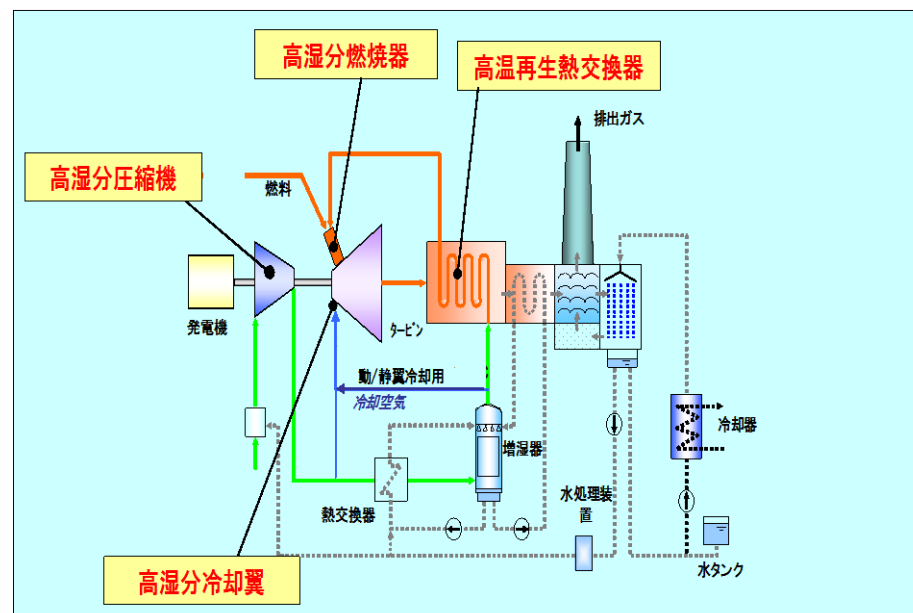 高湿分燃焼器
高温再生熱交換器
排出ガス
高湿分圧縮機
燃料
発電機
タービン
動/静翼冷却用
冷却空気
増湿器
冷却器
熱交換器
水処理装
置
水タンク
高湿分冷却翼